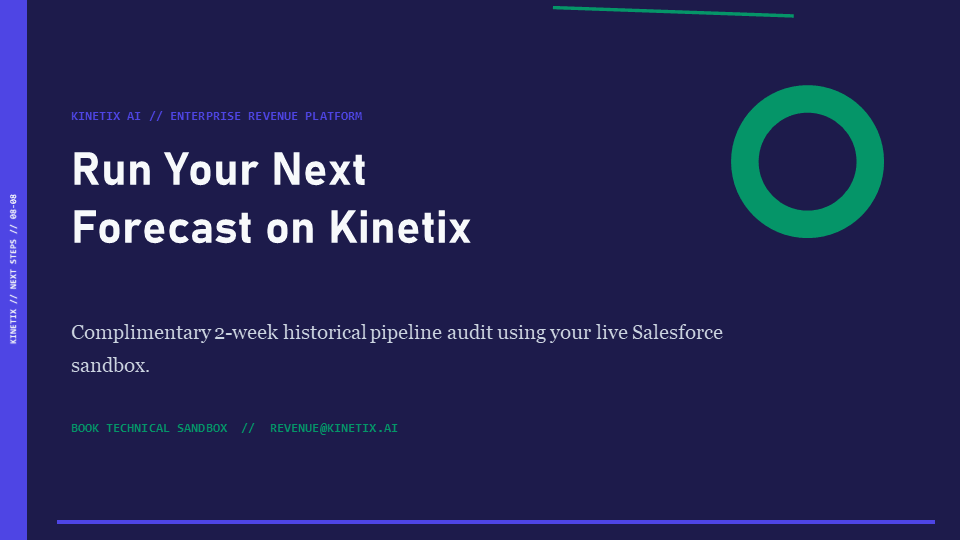 KINETIX AI // ENTERPRISE REVENUE PLATFORM
Run Your Next
Forecast on Kinetix
Complimentary 2-week historical pipeline audit using your live Salesforce
sandbox.
BOOK TECHNICAL SANDBOX // REVENUE@KINETIX.AI
KINETIX // NEXT STEPS // 08-08